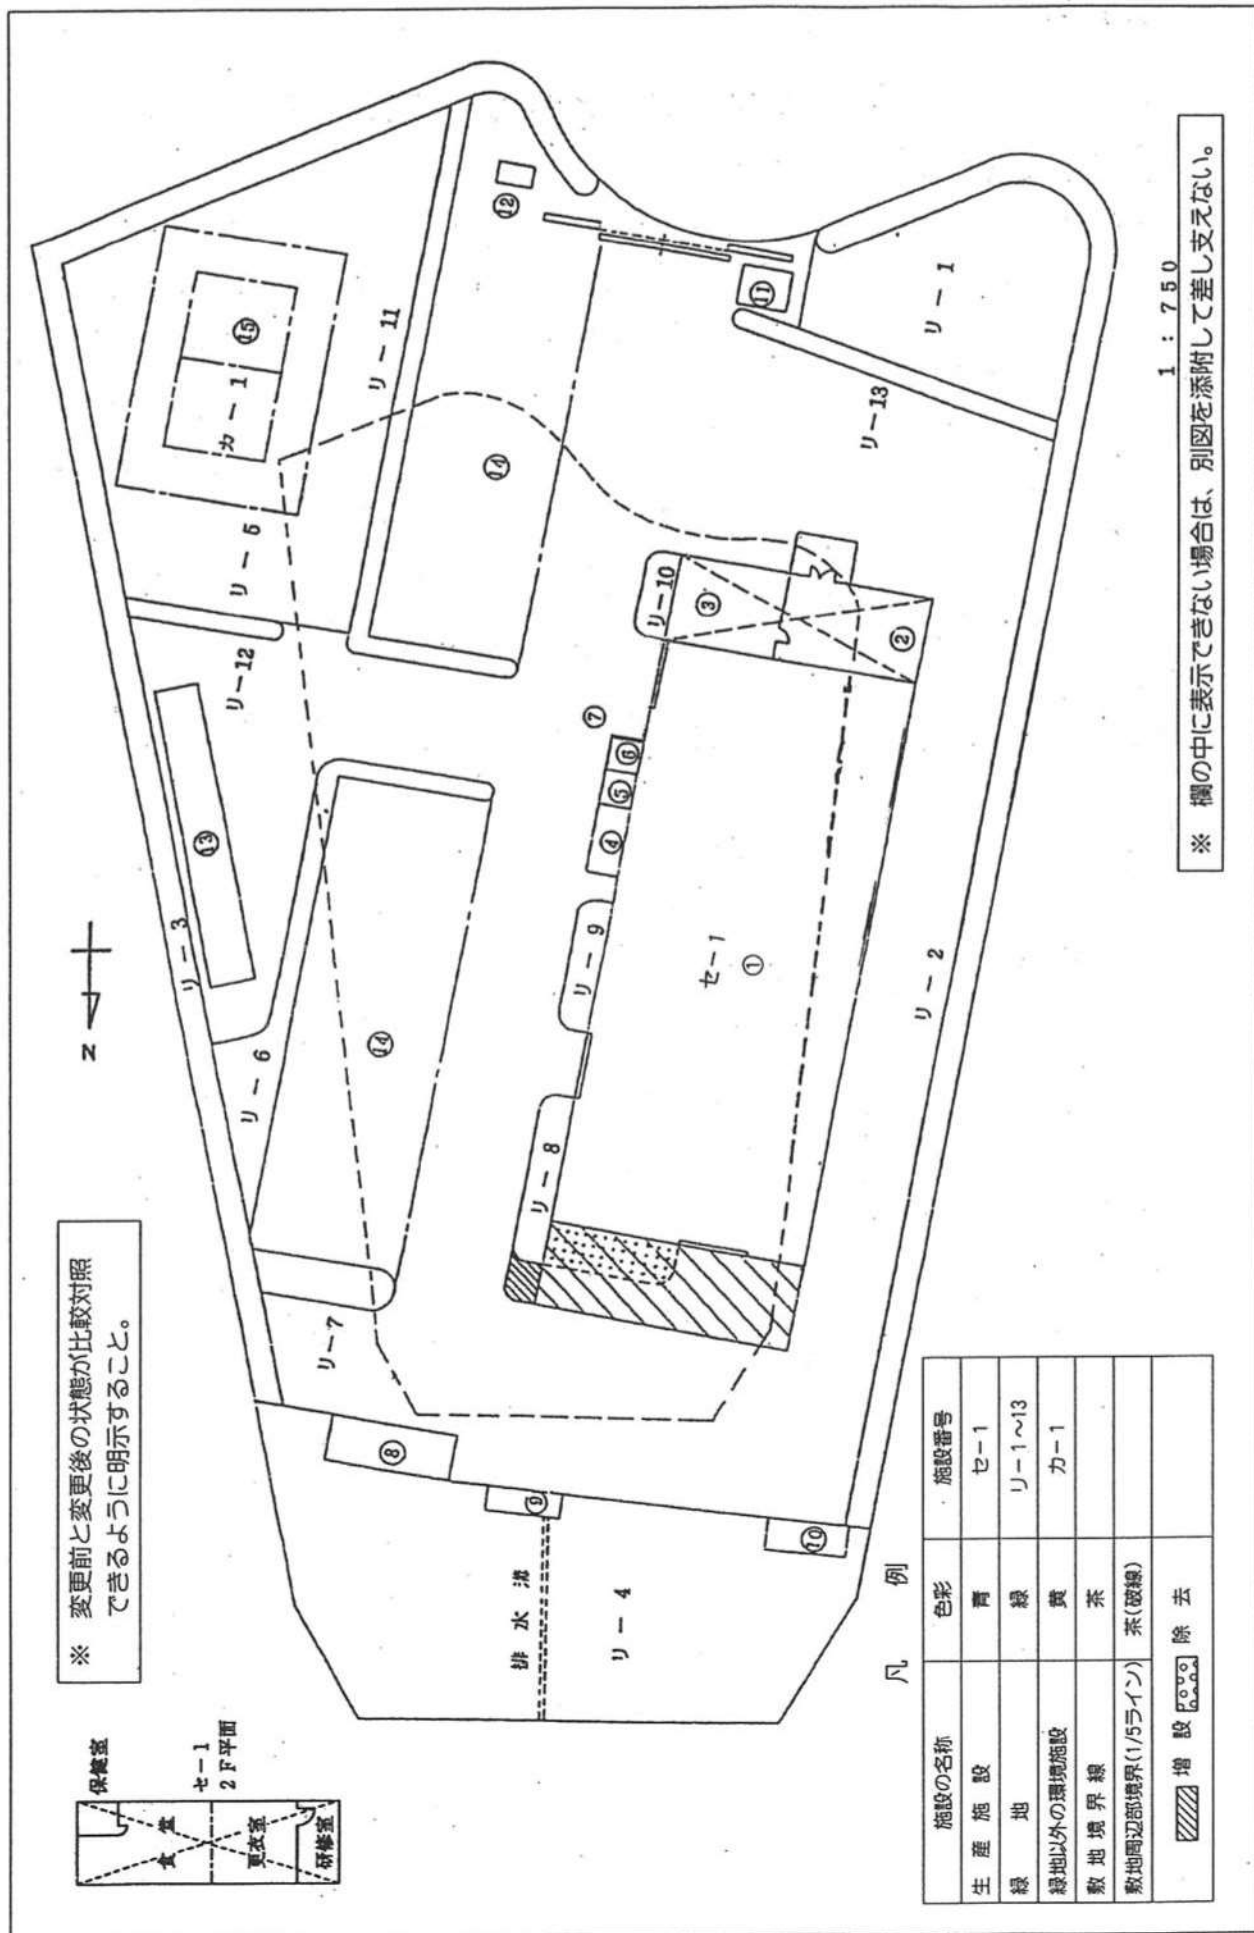 ※ 変更前と変更後の状態が比較対照
できるように明示すること。
N
保健室
セ－1
2F平面
食堂
更衣室
研修室
リ－1
リ－2
リ－3
リ－4
リ－5
リ－6
リ－7
リ－8
リ－9
リ－10
リ－11
リ－12
リ－13
カ－1
セ－1
①
②
③
④
⑤
⑥
⑦
⑧
⑨
⑩
⑪
⑫
⑬
⑭
⑭
⑮
排水溝
凡例
施設の名称 色彩 施設番号
生産施設 青 セ－1
緑地 緑 リ－1～13
緑地以外の環境施設 黄 カ－1
敷地境界線 茶
敷地周辺部境界(1/5ライン) 茶(破線)
増設 除去
1：750
※ 欄の中に表示できない場合は、別図を添附して差し支えない。